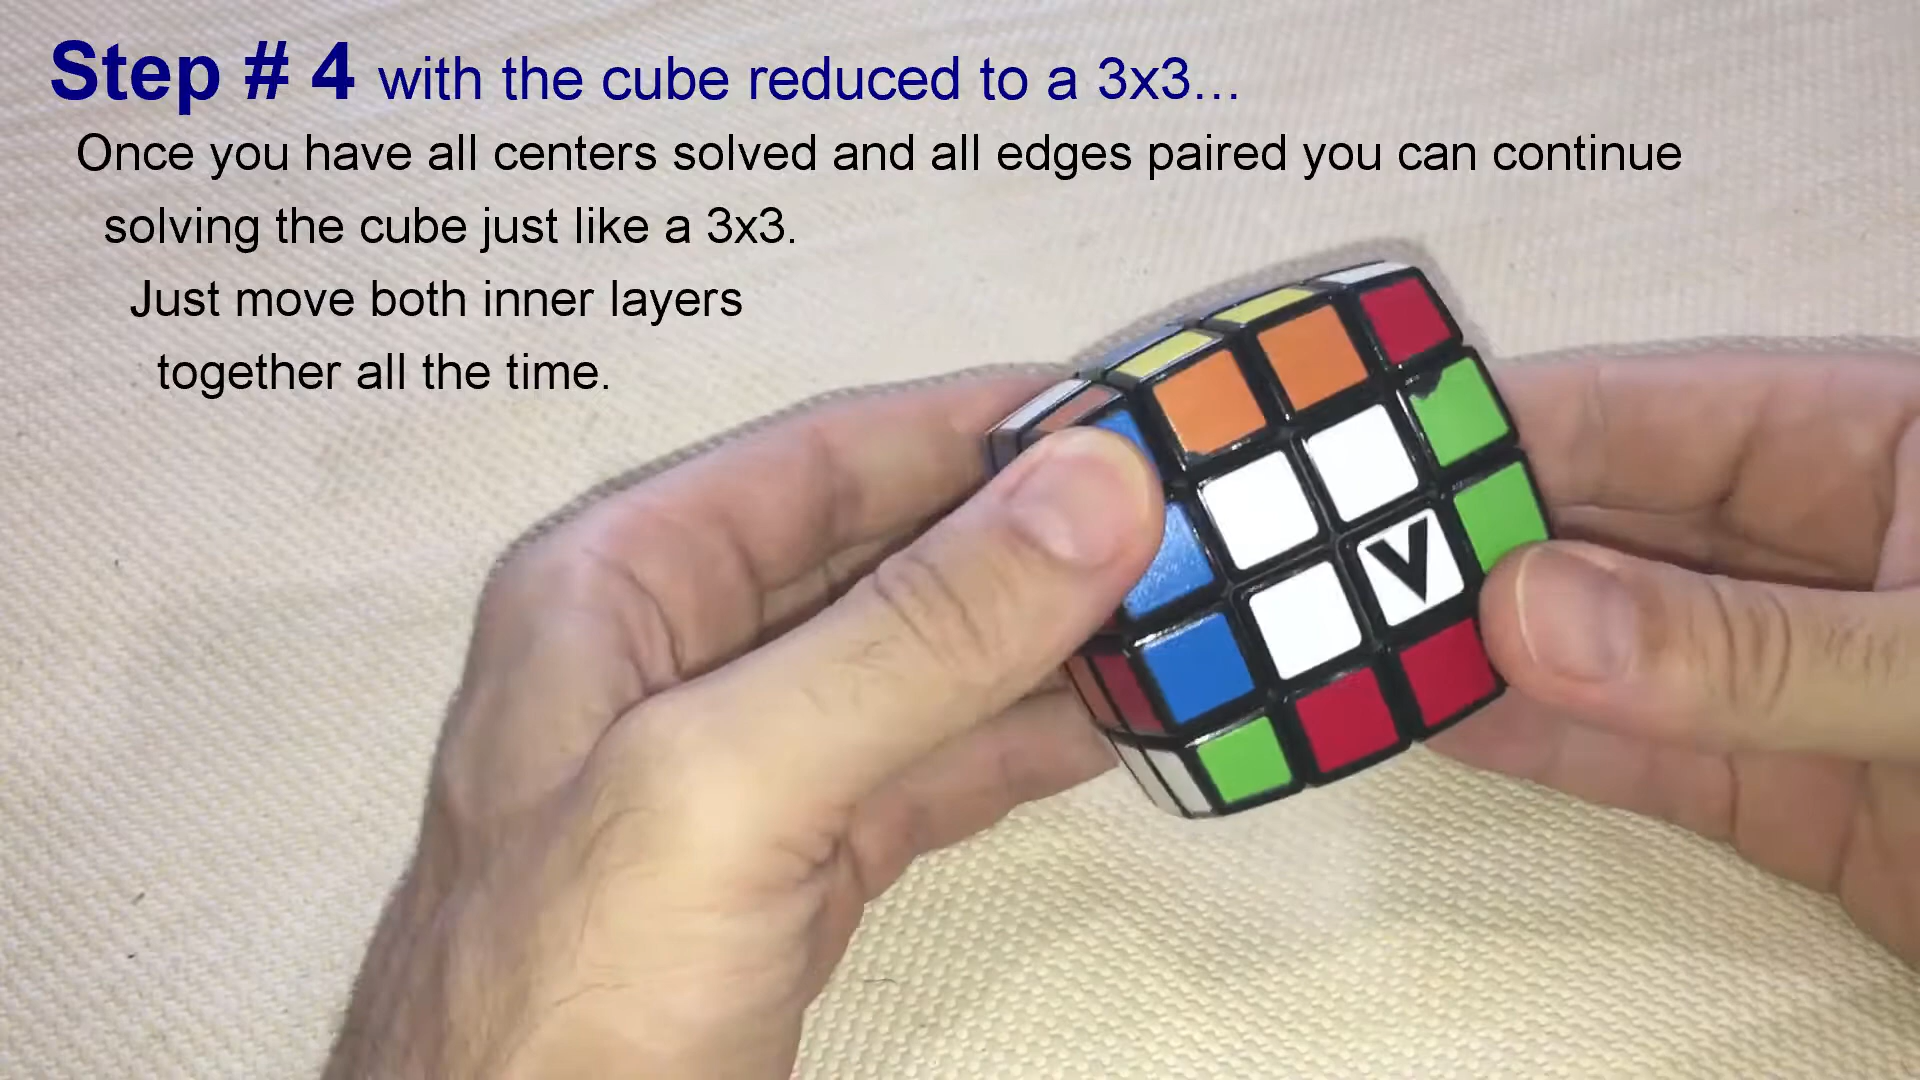 Step # 4 with the cube reduced to a 3x3...
Once you have all centers solved and all edges paired you can continue
solving the cube just like a 3x3.
Just move both inner layers
together all the time.
V